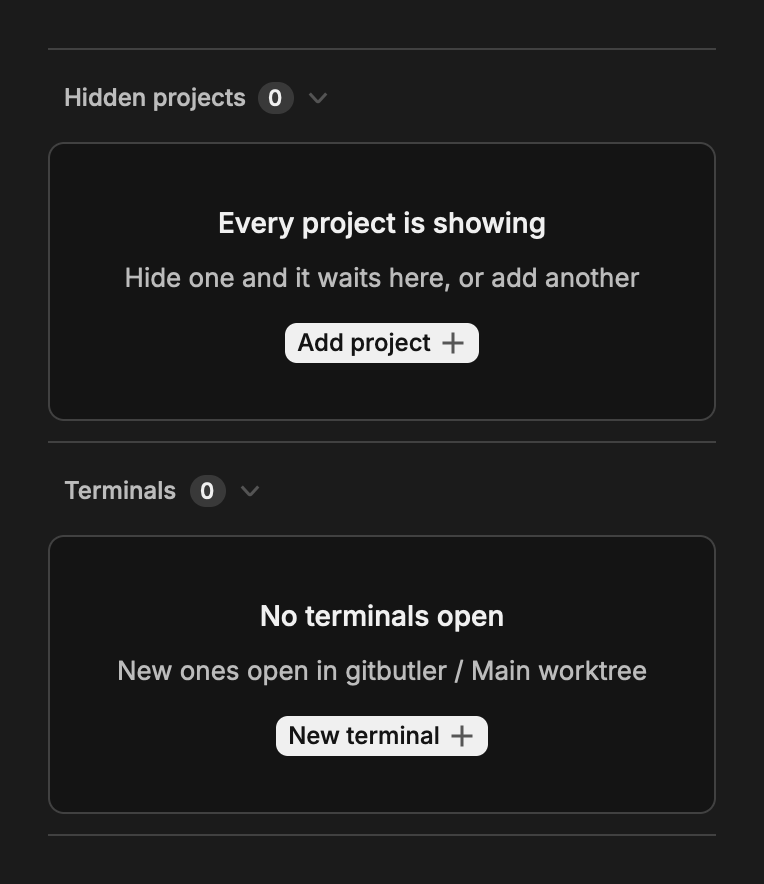 Hidden projects 0
Every project is showing
Hide one and it waits here, or add another
Add project
Terminals 0
No terminals open
New ones open in gitbutler / Main worktree
New terminal